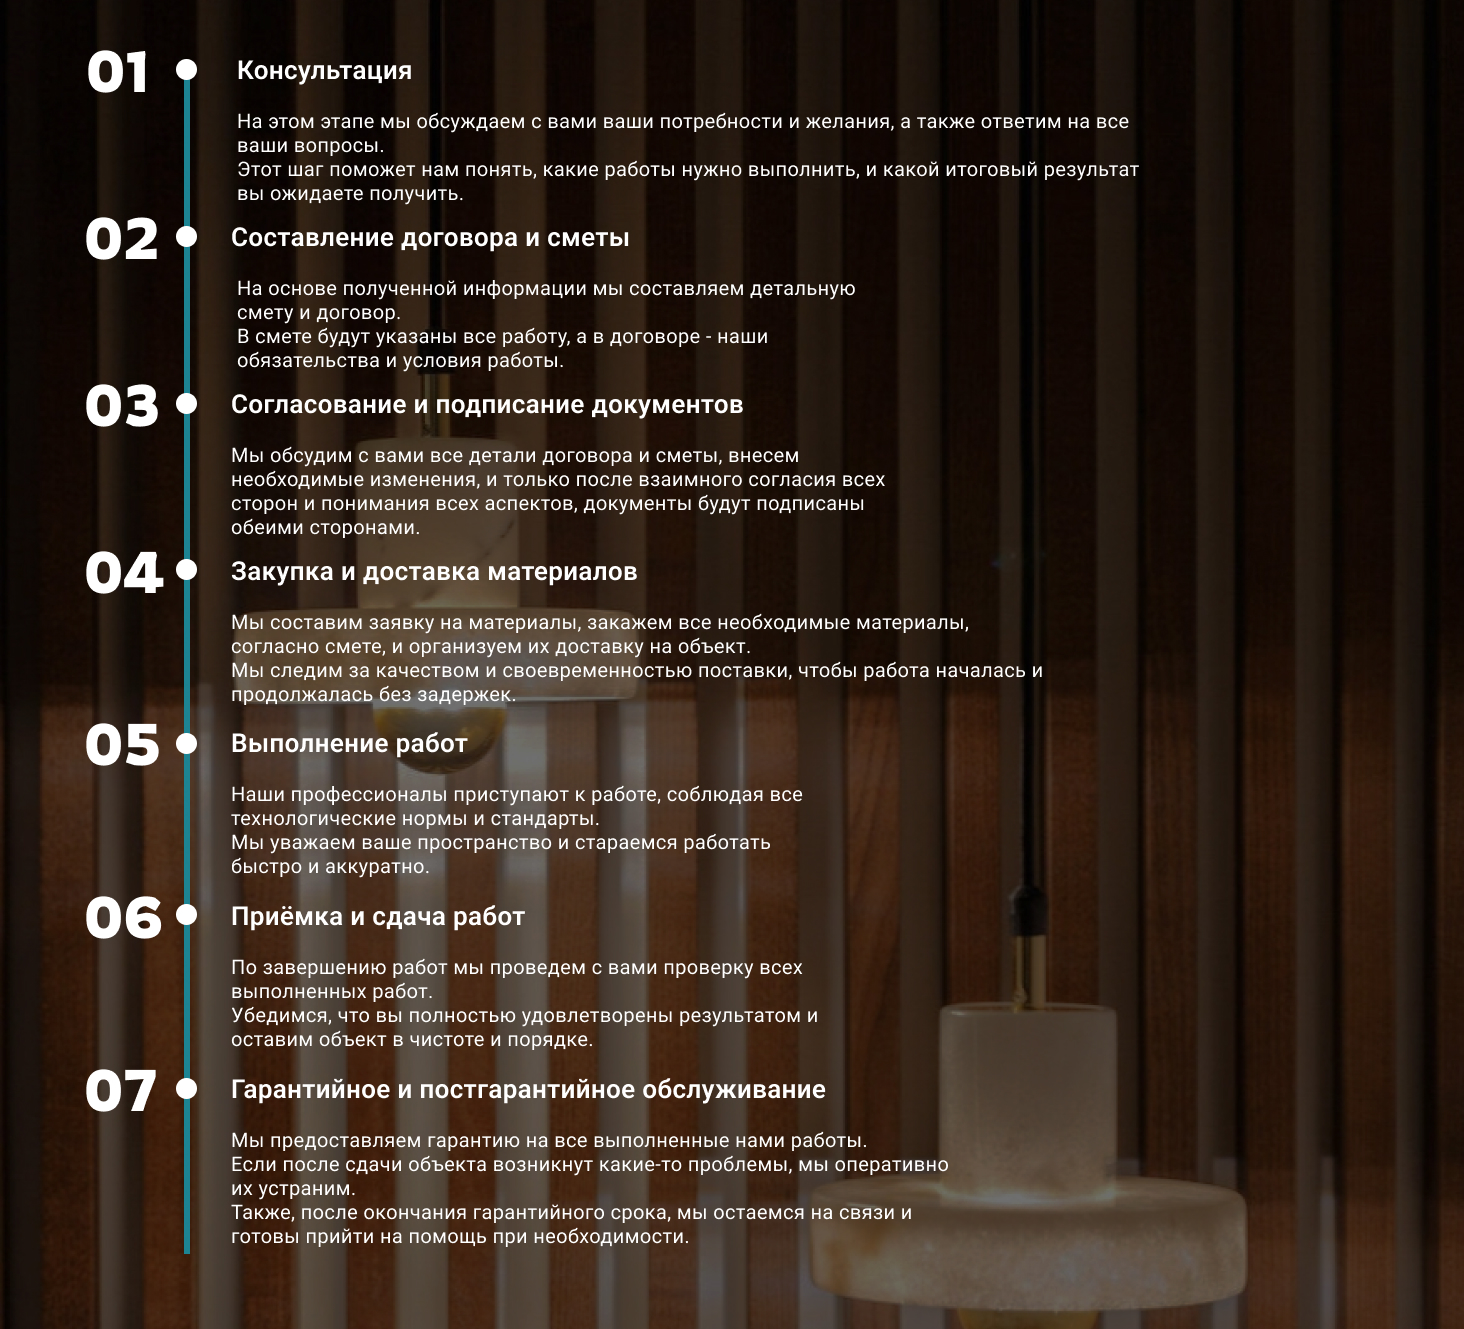 01
Консультация
На этом этапе мы обсуждаем с вами ваши потребности и желания, а также ответим на все
ваши вопросы.
Этот шаг поможет нам понять, какие работы нужно выполнить, и какой итоговый результат
вы ожидаете получить.
02
Составление договора и сметы
На основе полученной информации мы составляем детальную
смету и договор.
В смете будут указаны все работу, а в договоре - наши
обязательства и условия работы.
03
Согласование и подписание документов
Мы обсудим с вами все детали договора и сметы, внесем
необходимые изменения, и только после взаимного согласия всех
сторон и понимания всех аспектов, документы будут подписаны
обеими сторонами.
04
Закупка и доставка материалов
Мы составим заявку на материалы, закажем все необходимые материалы,
согласно смете, и организуем их доставку на объект.
Мы следим за качеством и своевременностью поставки, чтобы работа началась и
продолжалась без задержек.
05
Выполнение работ
Наши профессионалы приступают к работе, соблюдая все
технологические нормы и стандарты.
Мы уважаем ваше пространство и стараемся работать
быстро и аккуратно.
06
Приёмка и сдача работ
По завершению работ мы проведем с вами проверку всех
выполненных работ.
Убедимся, что вы полностью удовлетворены результатом и
оставим объект в чистоте и порядке.
07
Гарантийное и постгарантийное обслуживание
Мы предоставляем гарантию на все выполненные нами работы.
Если после сдачи объекта возникнут какие-то проблемы, мы оперативно
их устраним.
Также, после окончания гарантийного срока, мы остаемся на связи и
готовы прийти на помощь при необходимости.